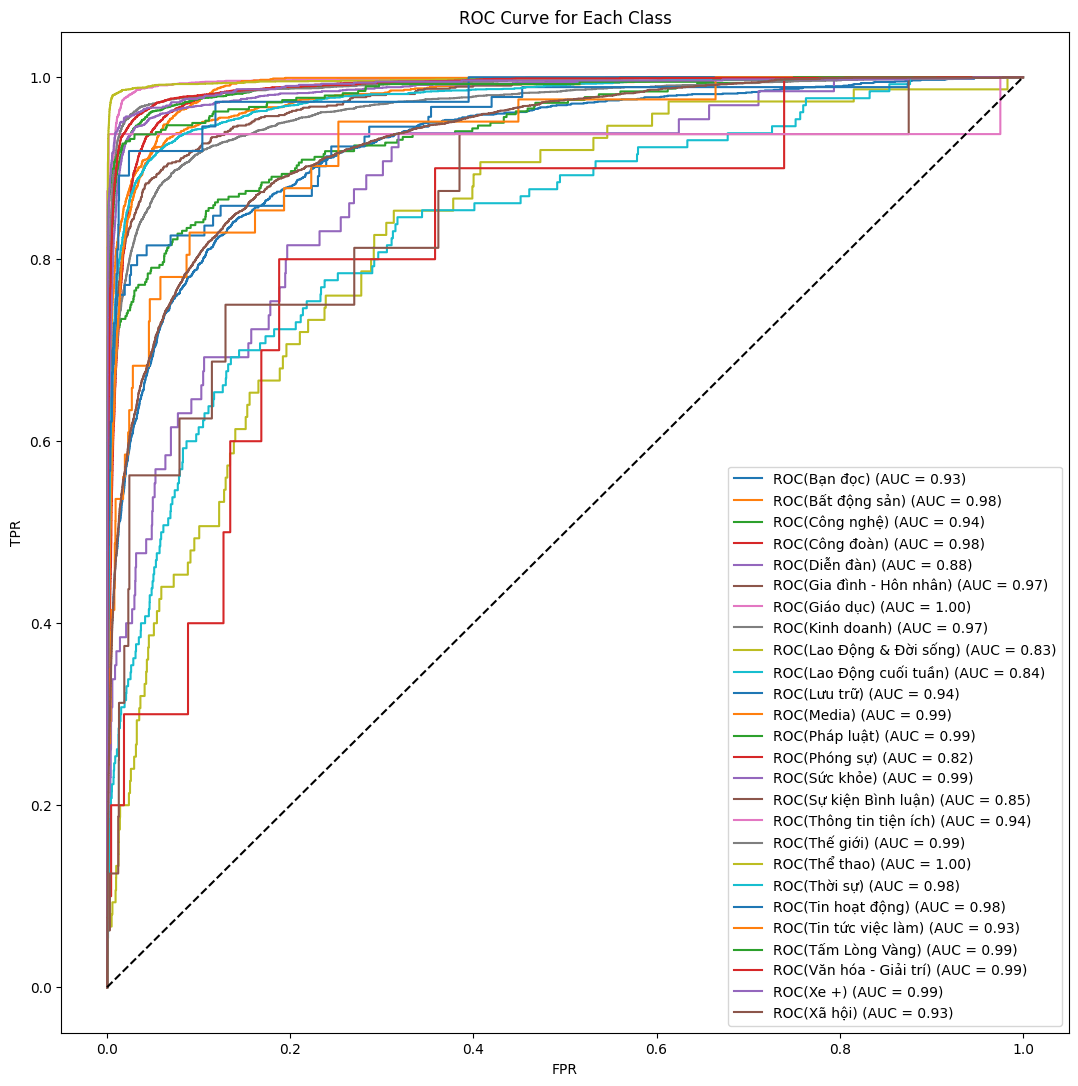 ROC Curve for Each Class
1.0
0.8
0.6
0.4
0.2
0.0
TPR
0.0
0.2
0.4
0.6
0.8
1.0
FPR
ROC(Bạn đọc) (AUC = 0.93)
ROC(Bất động sản) (AUC = 0.98)
ROC(Công nghệ) (AUC = 0.94)
ROC(Công đoàn) (AUC = 0.98)
ROC(Diễn đàn) (AUC = 0.88)
ROC(Gia đình - Hôn nhân) (AUC = 0.97)
ROC(Giáo dục) (AUC = 1.00)
ROC(Kinh doanh) (AUC = 0.97)
ROC(Lao Động & Đời sống) (AUC = 0.83)
ROC(Lao Động cuối tuần) (AUC = 0.84)
ROC(Lưu trữ) (AUC = 0.94)
ROC(Media) (AUC = 0.99)
ROC(Pháp luật) (AUC = 0.99)
ROC(Phóng sự) (AUC = 0.82)
ROC(Sức khỏe) (AUC = 0.99)
ROC(Sự kiện Bình luận) (AUC = 0.85)
ROC(Thông tin tiện ích) (AUC = 0.94)
ROC(Thế giới) (AUC = 0.99)
ROC(Thể thao) (AUC = 1.00)
ROC(Thời sự) (AUC = 0.98)
ROC(Tin hoạt động) (AUC = 0.98)
ROC(Tin tức việc làm) (AUC = 0.93)
ROC(Tấm Lòng Vàng) (AUC = 0.99)
ROC(Văn hóa - Giải trí) (AUC = 0.99)
ROC(Xe +) (AUC = 0.99)
ROC(Xã hội) (AUC = 0.93)